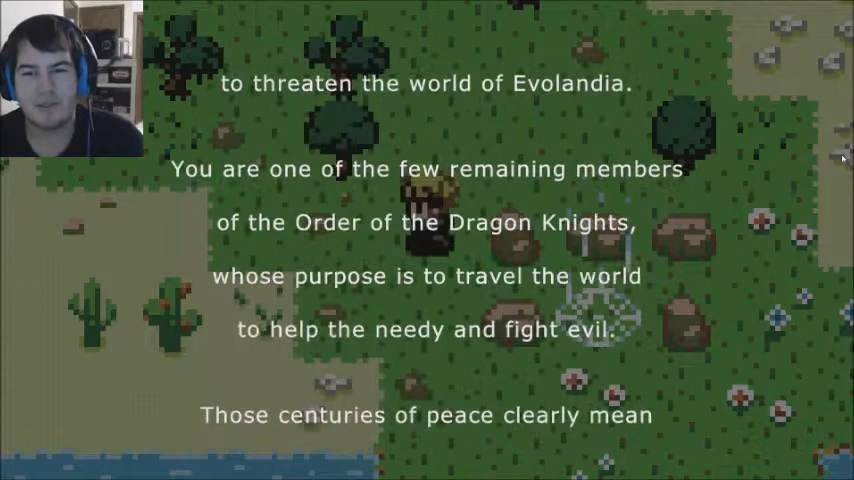 to threaten the world of Evolandia.
You are one of the few remaining members
of the Order of the Dragon Knights,
whose purpose is to travel the world
to help the needy and fight evil.
Those centuries of peace clearly mean